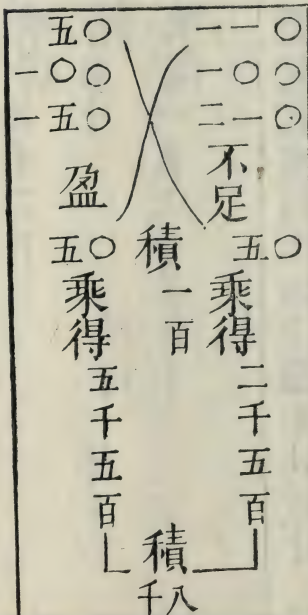 一一〇
一〇〇
二一〇
不足
五〇
乘得二千五百
積一百
五〇
一〇〇
一五〇
盈
五〇
乘得五千五百
積
八千